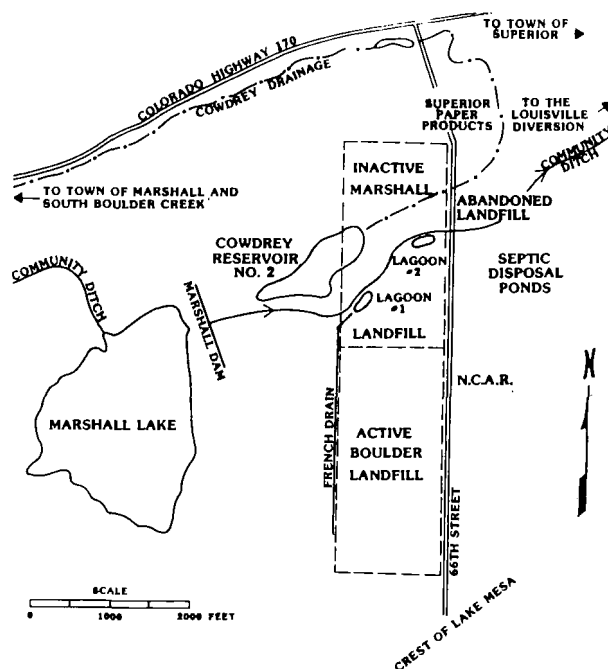 TO TOWN OF
SUPERIOR
COLORADO HIGHWAY 170
COWDREY DRAINAGE
SUPERIOR
PAPER
PRODUCTS
TO THE
LOUISVILLE
DIVERSION
COMMUNITY
DITCH
INACTIVE
MARSHALL
TO TOWN OF MARSHALL AND
SOUTH BOULDER CREEK
ABANDONED
LANDFILL
COWDREY
RESERVOIR
NO. 2
LAGOON
#2
SEPTIC
DISPOSAL
PONDS
COMMUNITY DITCH
MARSHALL DAM
LAGOON
#1
LANDFILL
N.C.A.R.
N
MARSHALL LAKE
FRENCH DRAIN
ACTIVE
BOULDER
LANDFILL
66TH STREET
SCALE
0 1000 2000 FEET
CREST OF LAKE MESA